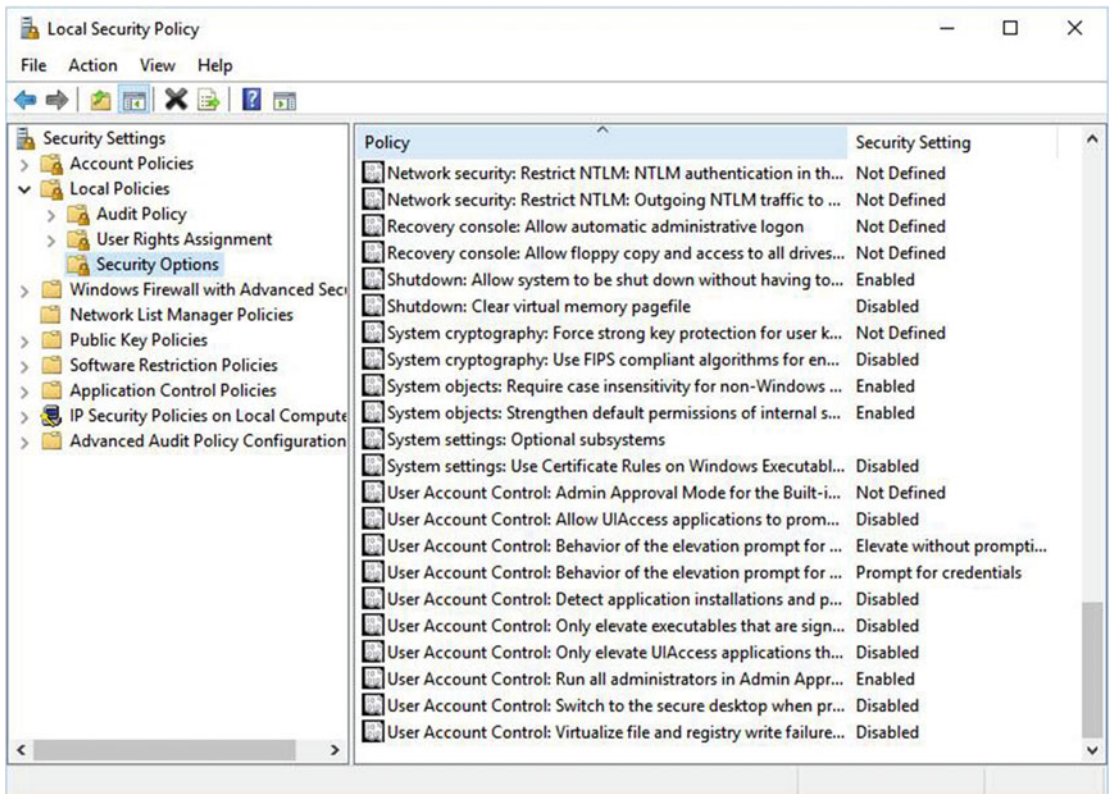 Local Security Policy
File Action View Help
Security Settings
Account Policies
Local Policies
Audit Policy
User Rights Assignment
Security Options
Windows Firewall with Advanced Secu
Network List Manager Policies
Public Key Policies
Software Restriction Policies
Application Control Policies
IP Security Policies on Local Compute
Advanced Audit Policy Configuration
Policy Security Setting
Network security: Restrict NTLM: NTLM authentication in th... Not Defined
Network security: Restrict NTLM: Outgoing NTLM traffic to ... Not Defined
Recovery console: Allow automatic administrative logon Not Defined
Recovery console: Allow floppy copy and access to all drives... Not Defined
Shutdown: Allow system to be shut down without having to... Enabled
Shutdown: Clear virtual memory pagefile Disabled
System cryptography: Force strong key protection for user k... Not Defined
System cryptography: Use FIPS compliant algorithms for en... Disabled
System objects: Require case insensitivity for non-Windows ... Enabled
System objects: Strengthen default permissions of internal s... Enabled
System settings: Optional subsystems
System settings: Use Certificate Rules on Windows Executabl... Disabled
User Account Control: Admin Approval Mode for the Built-i... Not Defined
User Account Control: Allow UIAccess applications to prom... Disabled
User Account Control: Behavior of the elevation prompt for ... Elevate without prompti...
User Account Control: Behavior of the elevation prompt for ... Prompt for credentials
User Account Control: Detect application installations and p... Disabled
User Account Control: Only elevate executables that are sign... Disabled
User Account Control: Only elevate UIAccess applications th... Disabled
User Account Control: Run all administrators in Admin Appr... Enabled
User Account Control: Switch to the secure desktop when pr... Disabled
User Account Control: Virtualize file and registry write failure... Disabled